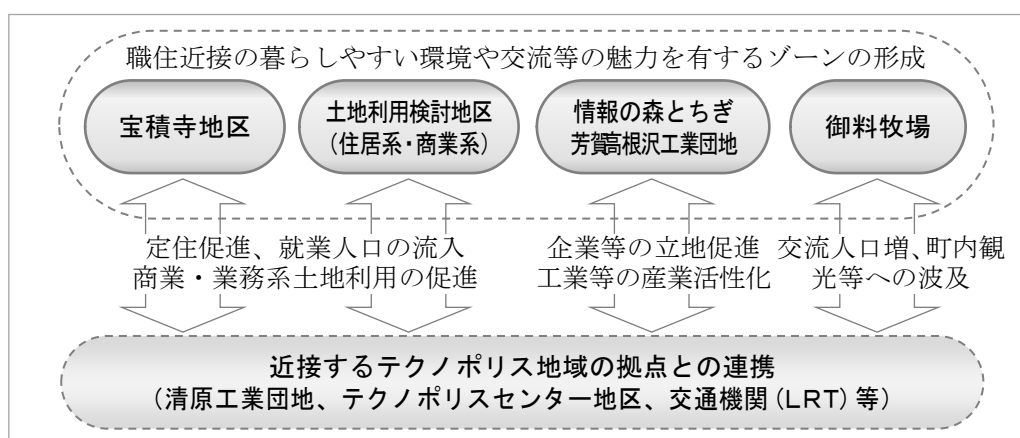 職住近接の暮らしやすい環境や交流等の魅力を有するゾーンの形成
宝積寺地区
土地利用検討地区
（住居系・商業系）
情報の森とちぎ
芳賀高根沢工業団地
御料牧場
定住促進、就業人口の流入
商業・業務系土地利用の促進
企業等の立地促進
工業等の産業活性化
交流人口増、町内観
光等への波及
近接するテクノポリス地域の拠点との連携
（清原工業団地、テクノポリスセンター地区、交通機関（LRT）等）